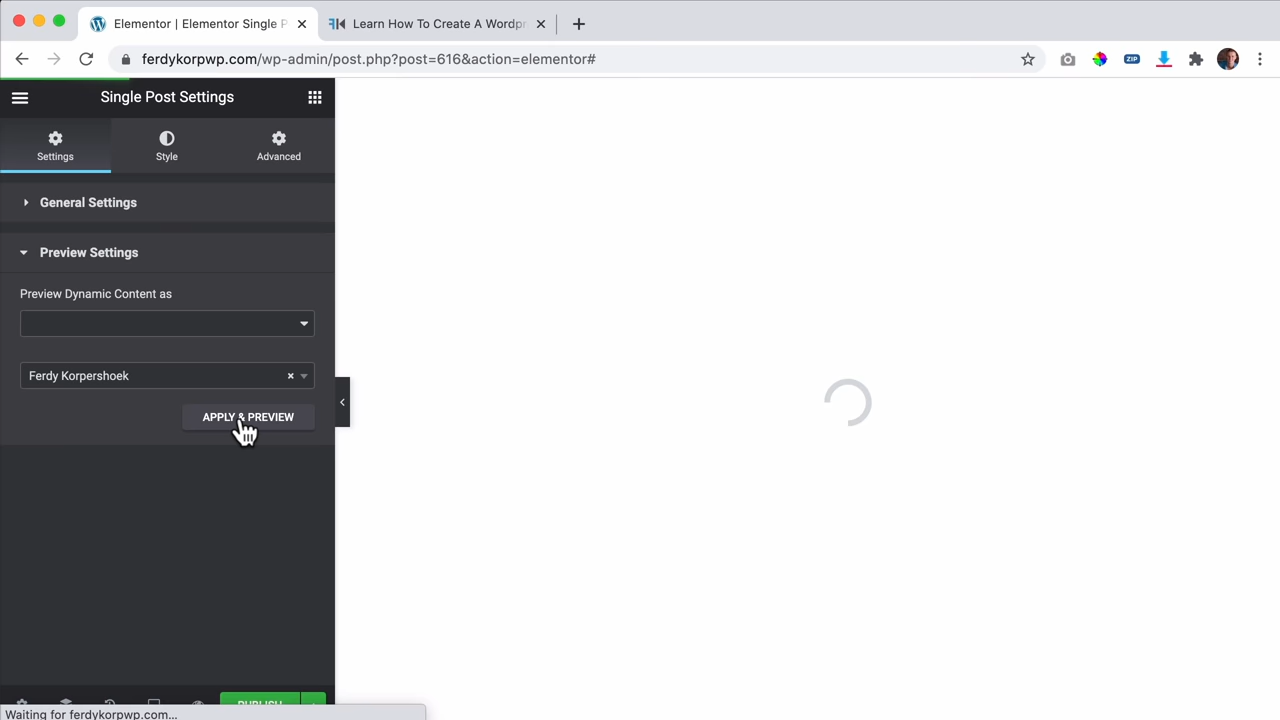 Elementor | Elementor Single P
Learn How To Create A Wordpr
ferdykorpwp.com/wp-admin/post.php?post=616&action=elementor#
ZIP
Single Post Settings
Settings
Style
Advanced
General Settings
Preview Settings
Preview Dynamic Content as
Ferdy Korpershoek
APPLY & PREVIEW
PUBLISH
Waiting for ferdykorpwp.com...